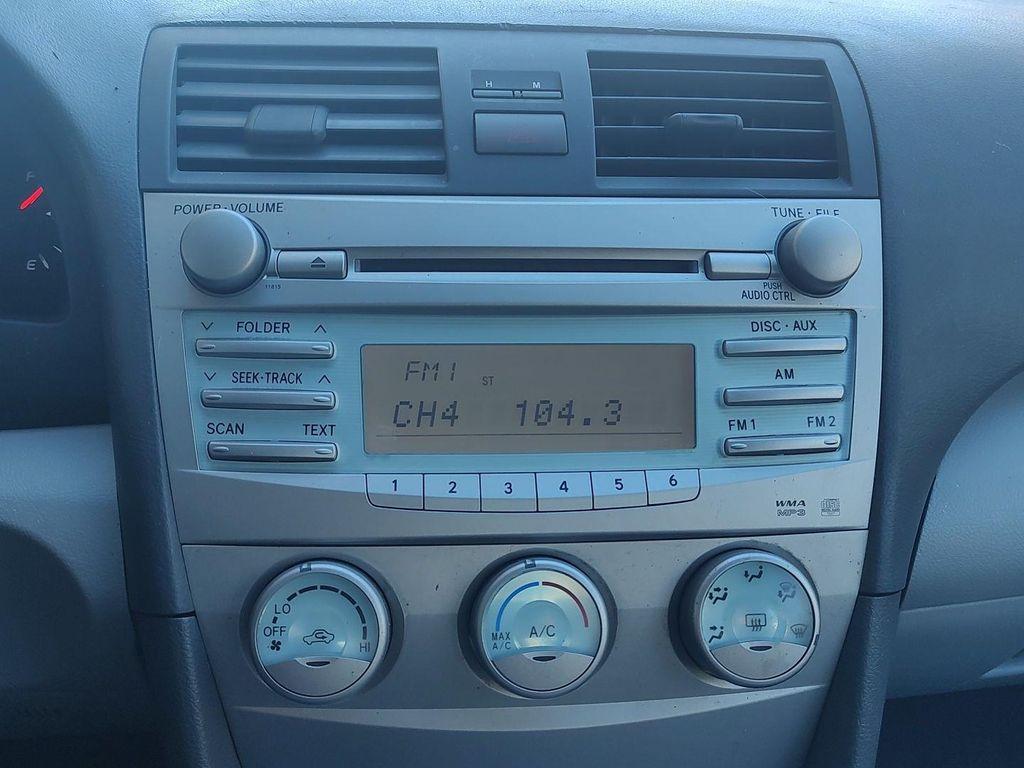 H M
F
E
POWER·VOLUME
TUNE·FILE
11815
PUSH
AUDIO CTRL
FOLDER
DISC·AUX
FM1
ST
SEEK·TRACK
AM
CH4 104.3
SCAN TEXT
FM1 FM2
1 2 3 4 5 6
WMA
MP3
LO
OFF
HI
MAX
A/C
A/C